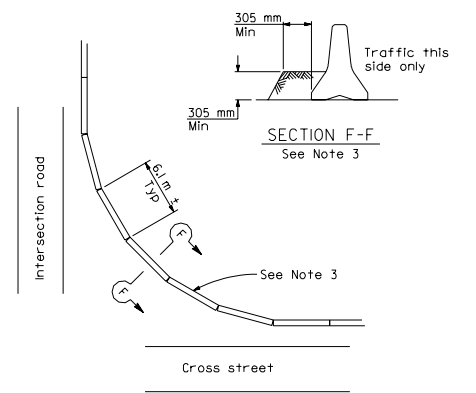 305 mm
Min
Traffic this
side only
305 mm
Min
SECTION F-F
See Note 3
6.1 m ±
Typ
F
F
See Note 3
Intersection road
Cross street